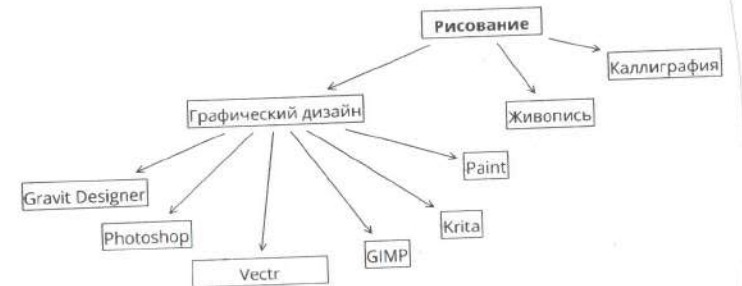 Рисование
Каллиграфия
Графический дизайн
Живопись
Paint
Gravit Designer
Krita
Photoshop
GIMP
Vectr